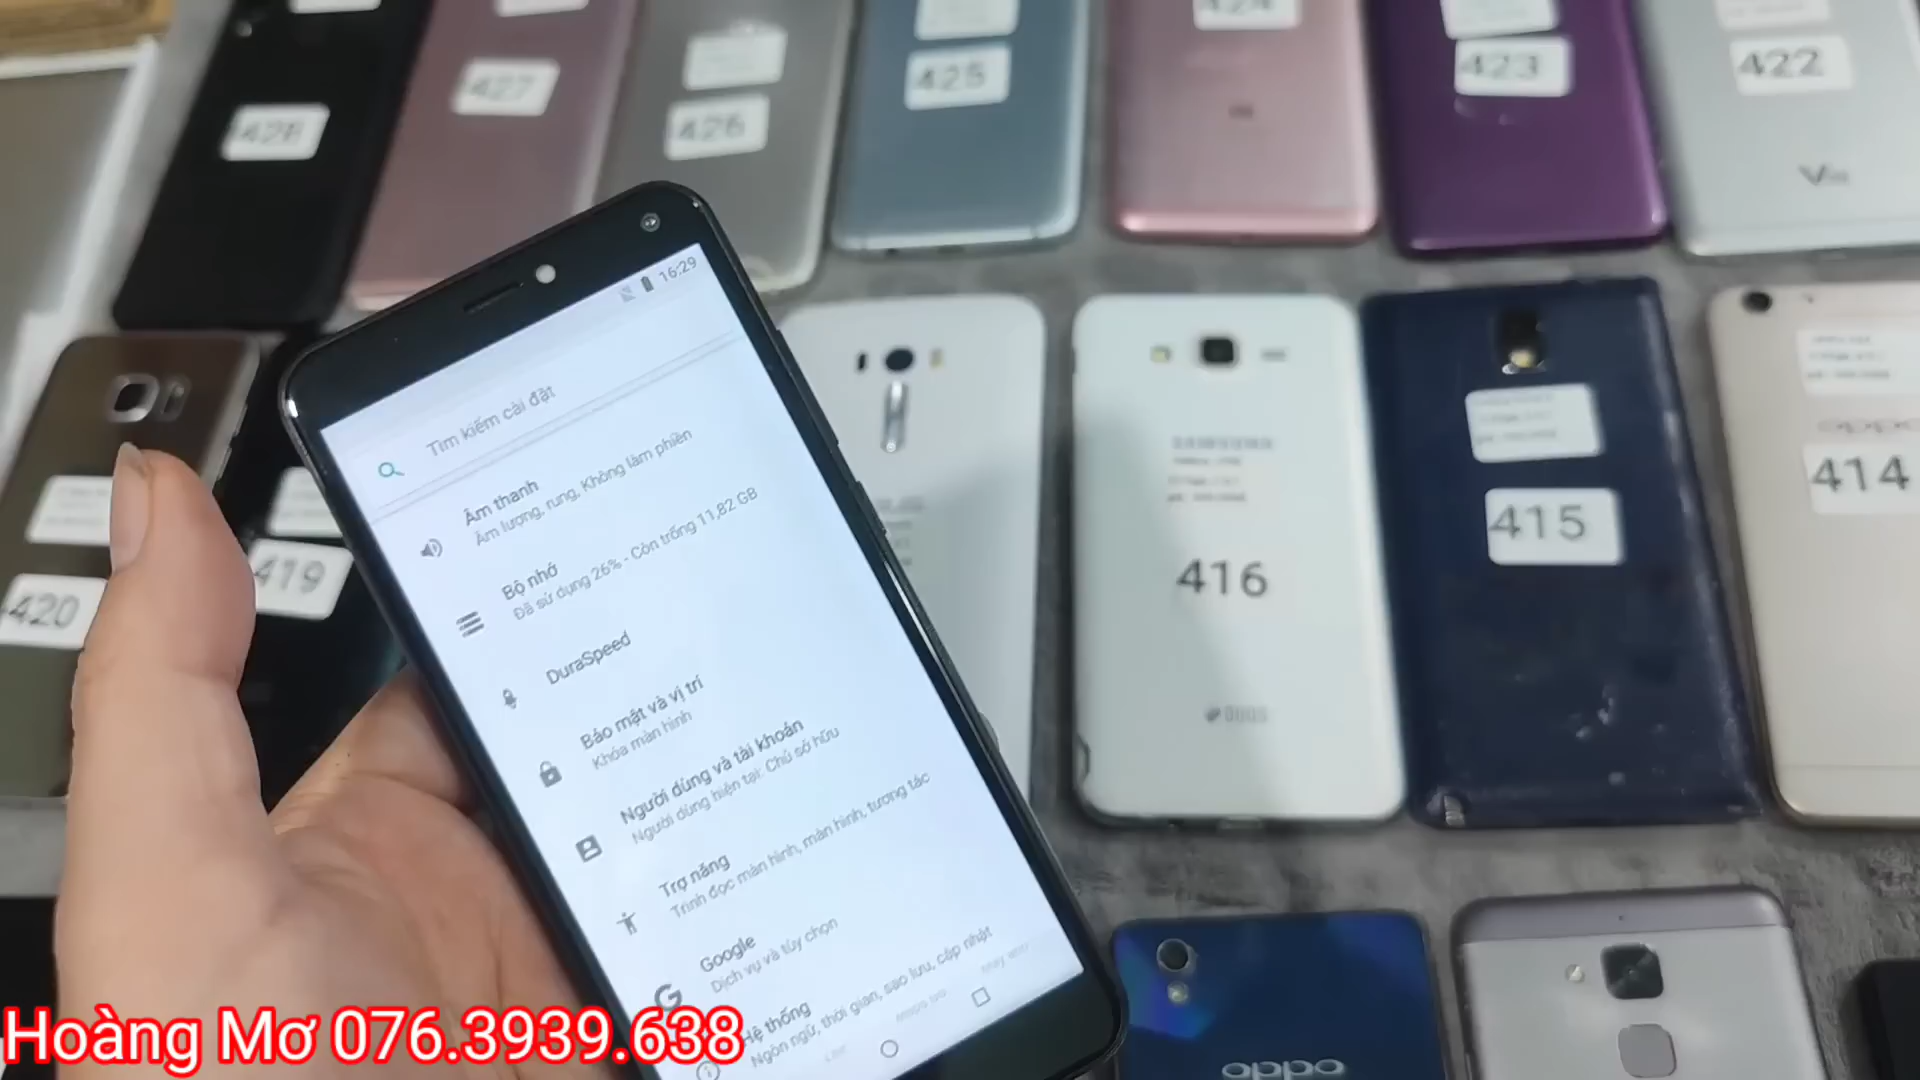 424
427
425
423
422
428
426
16:29
Tìm kiếm cài đặt
Âm thanh
Âm lượng, rung, Không làm phiền
Bộ nhớ
Đã sử dụng 26% - Còn trống 11,82 GB
DuraSpeed
Bảo mật và vị trí
Khóa màn hình
Người dùng và tài khoản
Người dùng hiện tại: Chủ sở hữu
Trợ năng
Trình đọc màn hình, màn hình, tương tác
Google
Dịch vụ và tùy chọn
Hệ thống
Ngôn ngữ, thời gian, sao lưu, cập nhật
SAMSUNG
OPPO
414
415
416
419
420
DUOS
oppo
Hoàng Mơ 076.3939.638